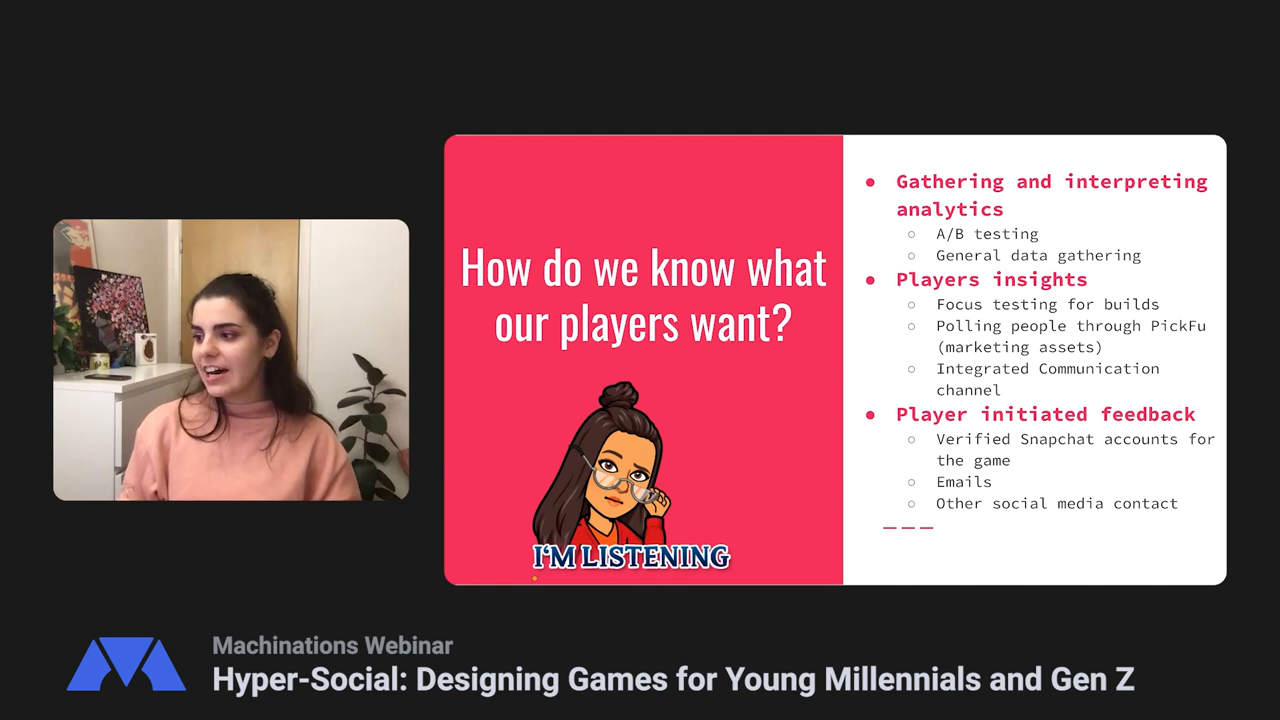 How do we know what
our players want?
I'M LISTENING
● Gathering and interpreting
analytics
○ A/B testing
○ General data gathering
● Players insights
○ Focus testing for builds
○ Polling people through PickFu
(marketing assets)
○ Integrated Communication
channel
● Player initiated feedback
○ Verified Snapchat accounts for
the game
○ Emails
○ Other social media contact
Machinations Webinar
Hyper-Social: Designing Games for Young Millennials and Gen Z